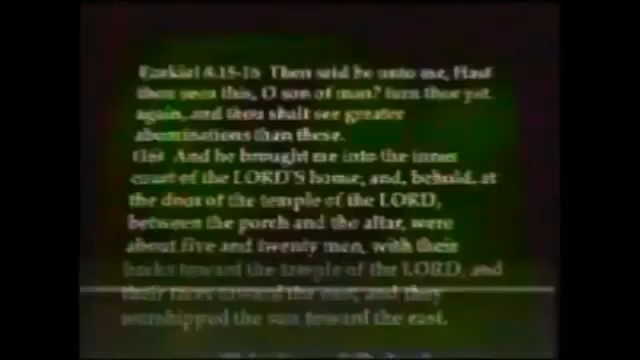 Ezekiel 8.15-16 Then said he unto me, Hast
thou seen this, O son of man? turn thee yet
again, and thou shalt see greater
abominations than these.
And he brought me into the inner
court of the LORD'S house, and, behold, at
the door of the temple of the LORD,
between the porch and the altar, were
about five and twenty men, with their
backs toward the temple of the LORD, and
their faces toward the east; and they
worshipped the sun toward the east.